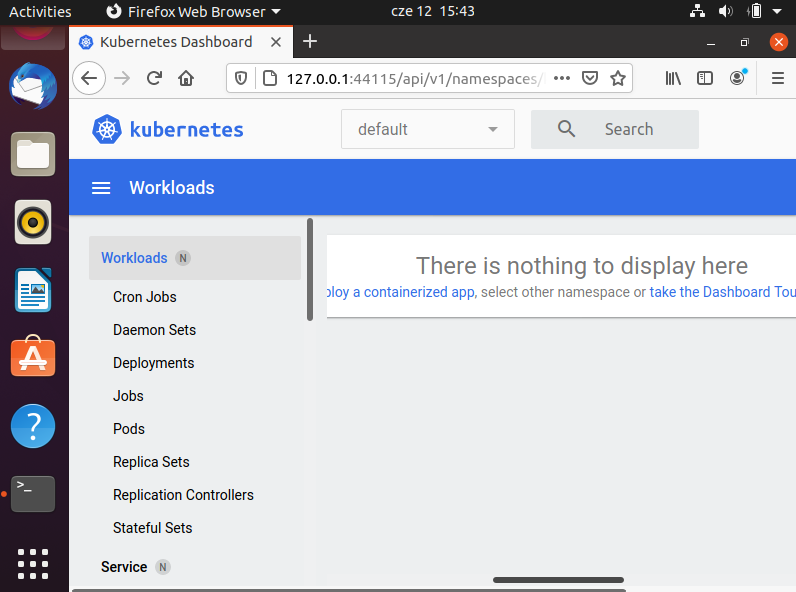 Activities Firefox Web Browser cze 12 15:43
Kubernetes Dashboard
127.0.0.1:44115/api/v1/namespaces/
kubernetes default Search
Workloads
Workloads N
There is nothing to display here
ploy a containerized app, select other namespace or take the Dashboard Tou
Cron Jobs
Daemon Sets
Deployments
Jobs
Pods
Replica Sets
Replication Controllers
Stateful Sets
Service N